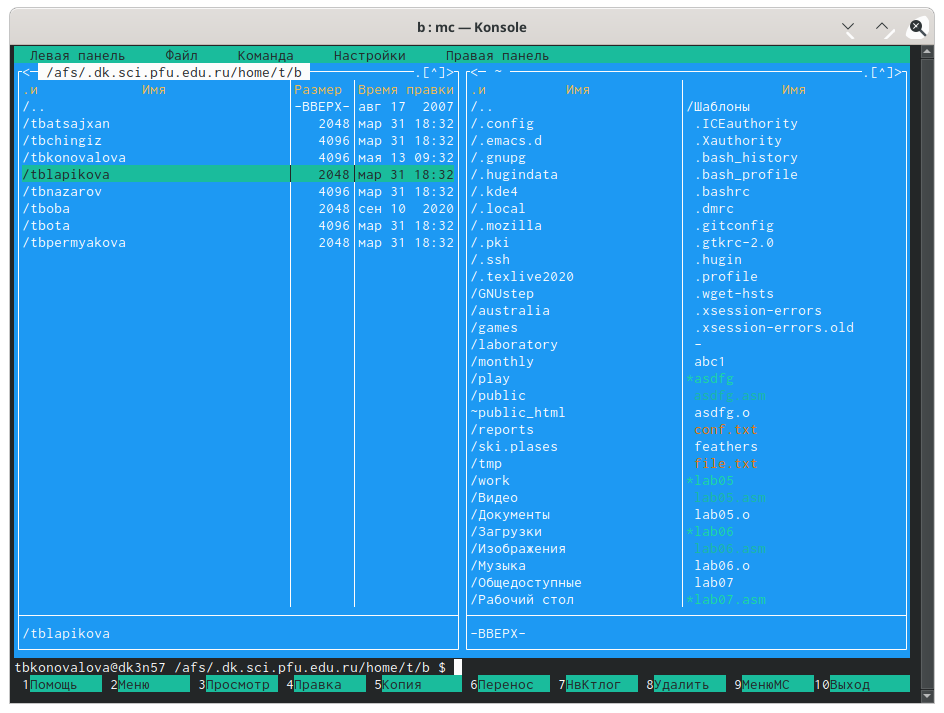 b : mc — Konsole
Левая панель Файл Команда Настройки Правая панель
<— /afs/.dk.sci.pfu.edu.ru/home/t/b .[^]> <— ~ .[^]>
.и Имя Размер Время правки .и Имя Имя
/.. -ВВЕРХ- авг 17 2007 /.. /Шаблоны
/tbatsajxan 2048 мар 31 18:32 /.config .ICEauthority
/tbchingiz 4096 мар 31 18:32 /.emacs.d .Xauthority
/tbkonovalova 4096 мая 13 09:32 /.gnupg .bash_history
/tblapikova 2048 мар 31 18:32 /.hugindata .bash_profile
/tbnazarov 4096 мар 31 18:32 /.kde4 .bashrc
/tboba 2048 сен 10 2020 /.local .dmrc
/tbota 4096 мар 31 18:32 /.mozilla .gitconfig
/tbpermyakova 2048 мар 31 18:32 /.pki .gtkrc-2.0
/.ssh .hugin
/.texlive2020 .profile
/GNUstep .wget-hsts
/australia .xsession-errors
/games .xsession-errors.old
/laboratory -
/monthly abc1
/play *asdfg
/public asdfg.asm
~public_html asdfg.o
/reports conf.txt
/ski.plases feathers
/tmp file.txt
/work *lab05
/Видео lab05.asm
/Документы lab05.o
/Загрузки *lab06
/Изображения lab06.asm
/Музыка lab06.o
/Общедоступные lab07
/Рабочий стол *lab07.asm
/tblapikova -ВВЕРХ-
tbkonovalova@dk3n57 /afs/.dk.sci.pfu.edu.ru/home/t/b $
1Помощь 2Меню 3Просмотр 4Правка 5Копия 6Перенос 7НвКтлог 8Удалить 9МенюMC 10Выход